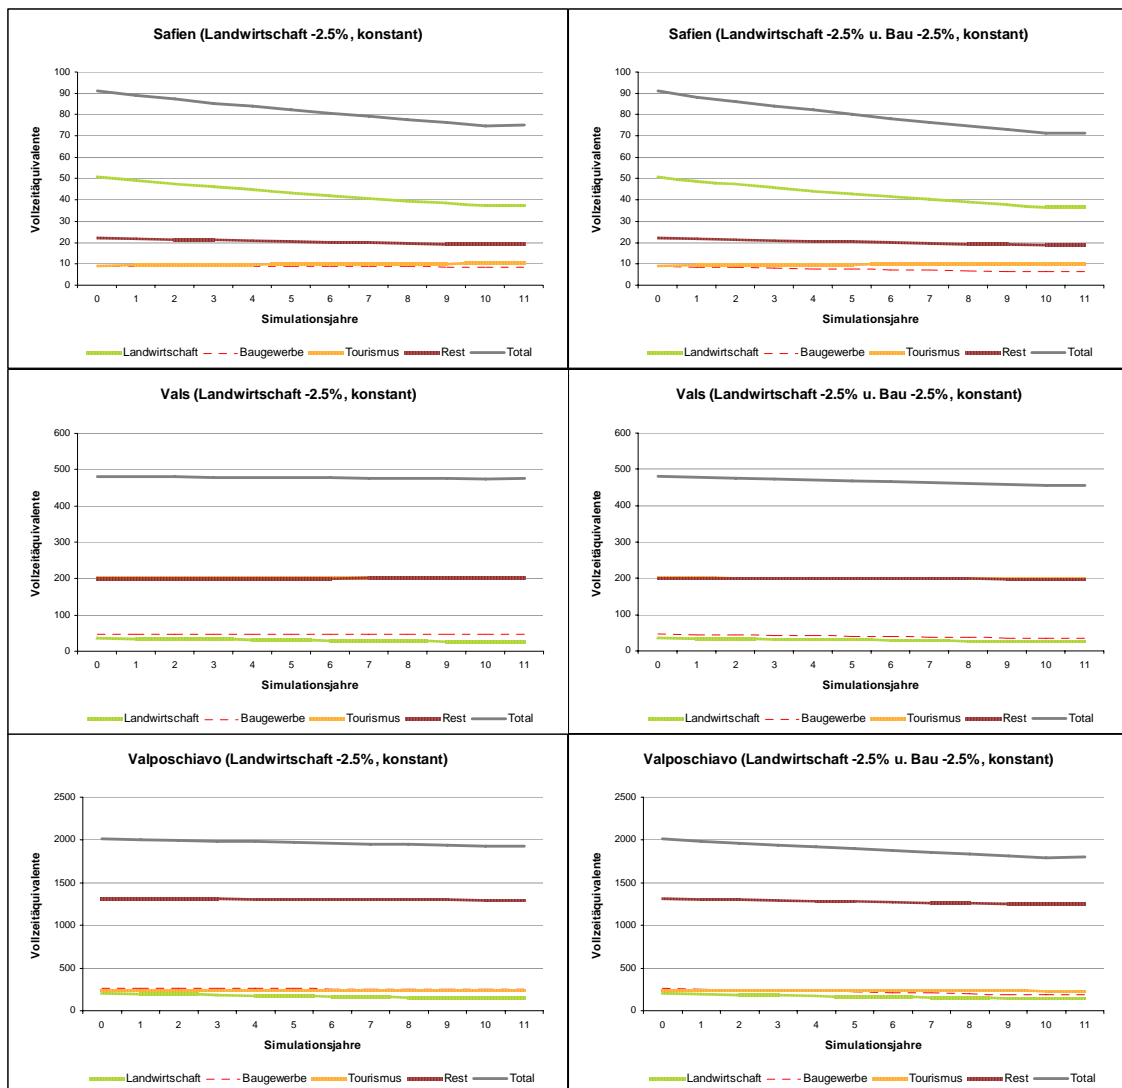 Safien (Landwirtschaft -2.5%, konstant)
100
90
80
70
60
50
40
30
20
10
0
Vollzeitäquivalente
0 1 2 3 4 5 6 7 8 9 10 11
Simulationsjahre
Landwirtschaft Baugewerbe Tourismus Rest Total
Safien (Landwirtschaft -2.5% u. Bau -2.5%, konstant)
100
90
80
70
60
50
40
30
20
10
0
Vollzeitäquivalente
0 1 2 3 4 5 6 7 8 9 10 11
Simulationsjahre
Landwirtschaft Baugewerbe Tourismus Rest Total
Vals (Landwirtschaft -2.5%, konstant)
600
500
400
300
200
100
0
Vollzeitäquivalente
0 1 2 3 4 5 6 7 8 9 10 11
Simulationsjahre
Landwirtschaft Baugewerbe Tourismus Rest Total
Vals (Landwirtschaft -2.5% u. Bau -2.5%, konstant)
600
500
400
300
200
100
0
Vollzeitäquivalente
0 1 2 3 4 5 6 7 8 9 10 11
Simulationsjahre
Landwirtschaft Baugewerbe Tourismus Rest Total
Valposchiavo (Landwirtschaft -2.5%, konstant)
2500
2000
1500
1000
500
0
Vollzeitäquivalente
0 1 2 3 4 5 6 7 8 9 10 11
Simulationsjahre
Landwirtschaft Baugewerbe Tourismus Rest Total
Valposchiavo (Landwirtschaft -2.5% u. Bau -2.5%, konstant)
2500
2000
1500
1000
500
0
Vollzeitäquivalente
0 1 2 3 4 5 6 7 8 9 10 11
Simulationsjahre
Landwirtschaft Baugewerbe Tourismus Rest Total